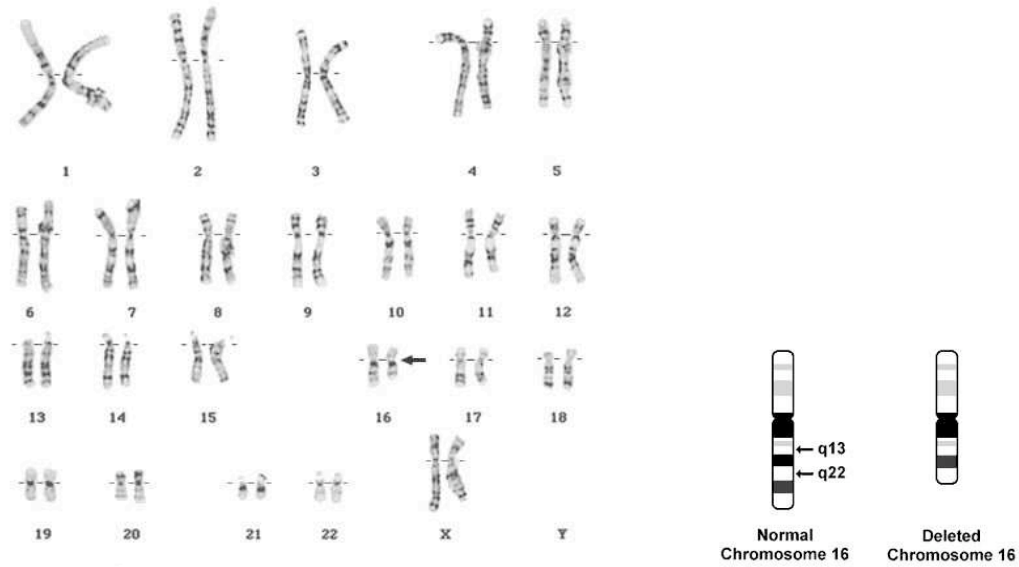 1 2 3 4 5
6 7 8 9 10 11 12
13 14 15 16 17 18
19 20 21 22 X Y
q13
q22
Normal
Chromosome 16
Deleted
Chromosome 16